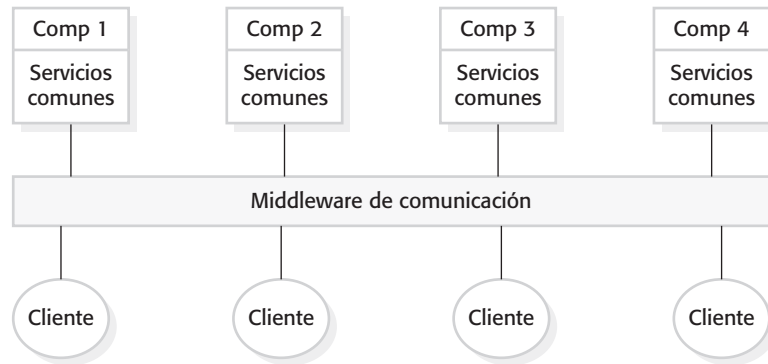 Comp 1
Servicios
comunes
Comp 2
Servicios
comunes
Comp 3
Servicios
comunes
Comp 4
Servicios
comunes
Middleware de comunicación
Cliente
Cliente
Cliente
Cliente